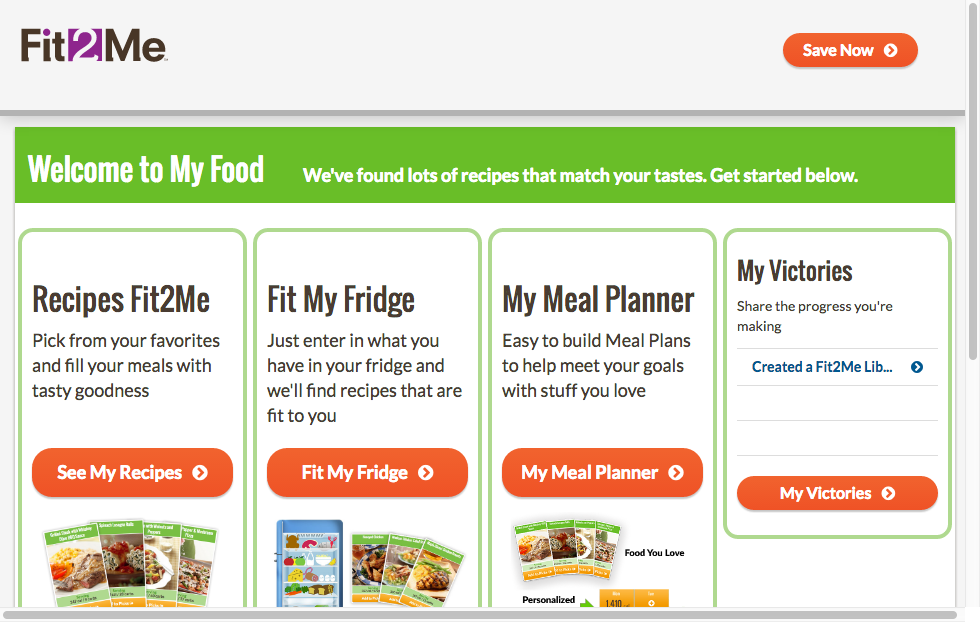 Fit2Me
Save Now
Welcome to My Food
We've found lots of recipes that match your tastes. Get started below.
Recipes Fit2Me
Pick from your favorites
and fill your meals with
tasty goodness
See My Recipes
Fit My Fridge
Just enter in what you
have in your fridge and
we'll find recipes that are
fit to you
Fit My Fridge
My Meal Planner
Easy to build Meal Plans
to help meet your goals
with stuff you love
My Meal Planner
Food You Love
Personalized
1,410
My Victories
Share the progress you're
making
Created a Fit2Me Lib...
My Victories